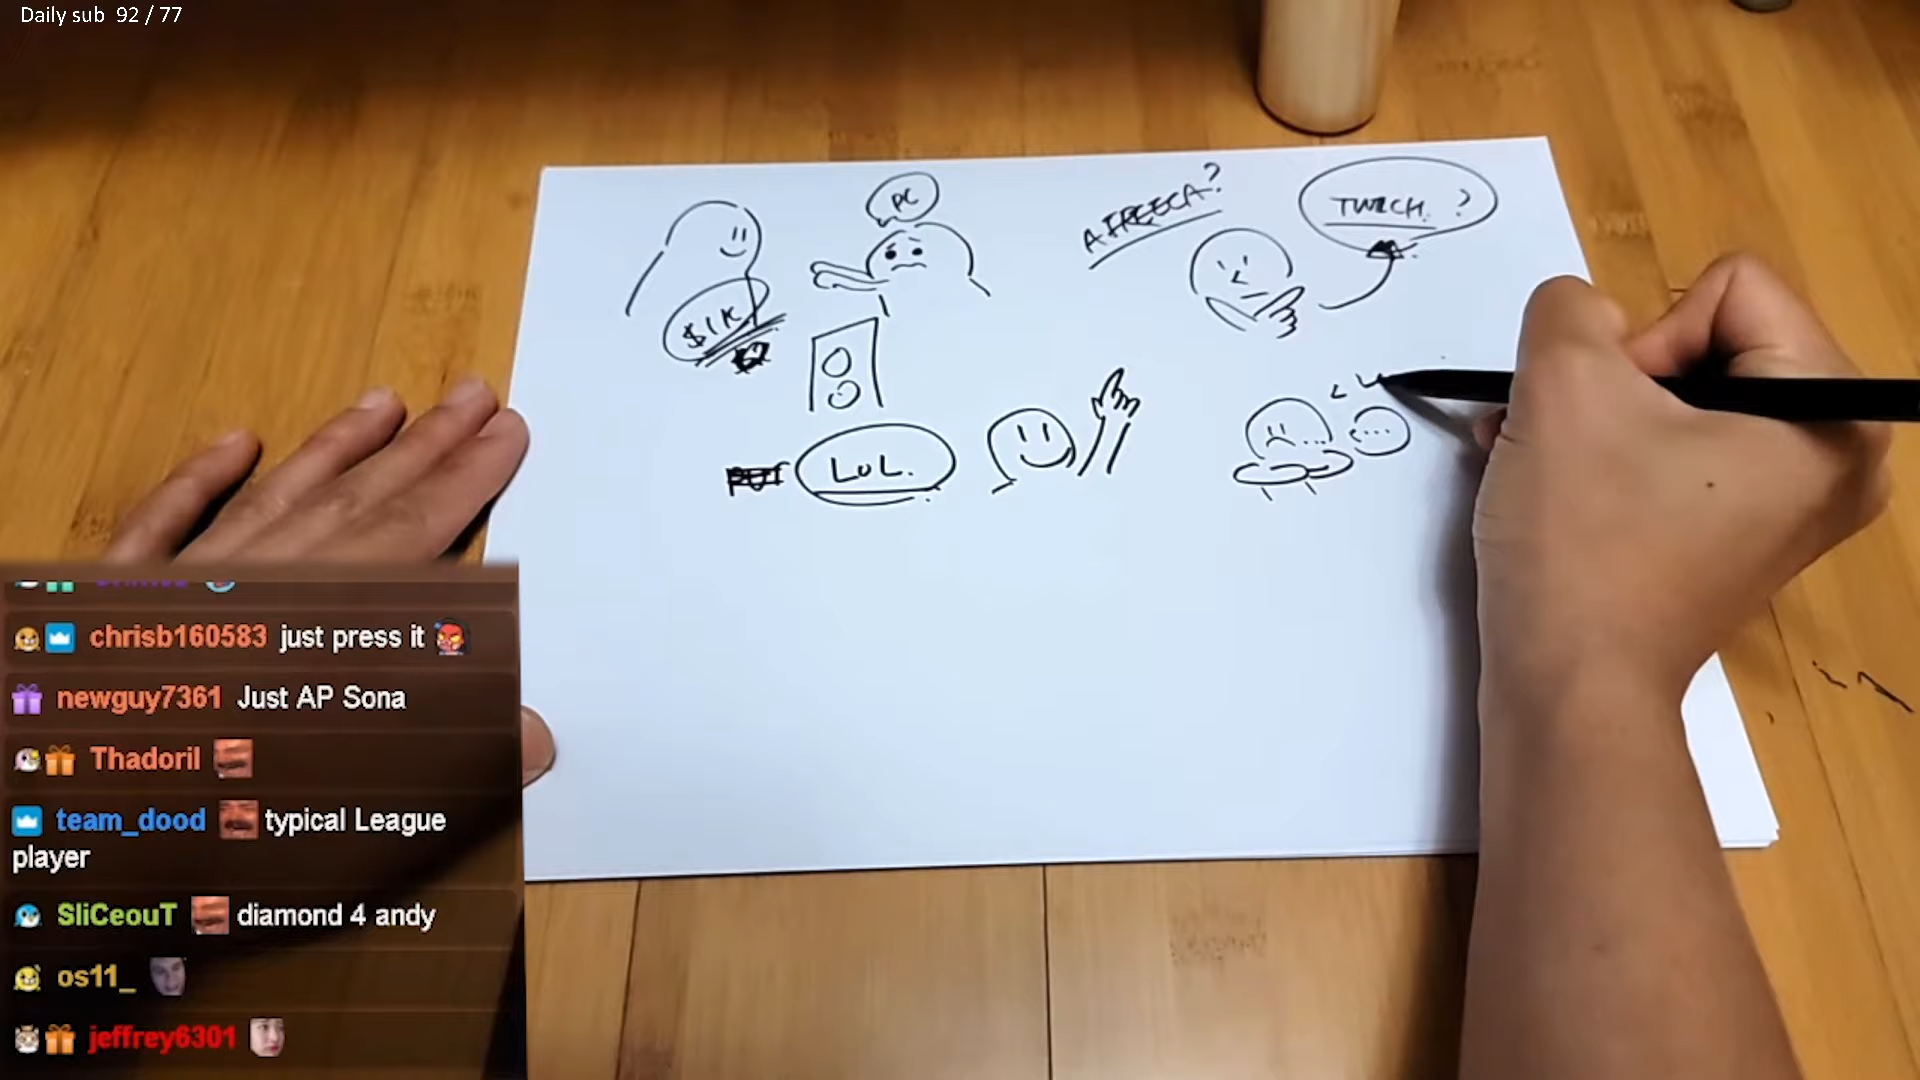 Daily sub 92 / 77
PC
AFREECA?
TWITCH ?
$1K
LOL.
chrisb160583 just press it
newguy7361 Just AP Sona
Thadoril
team_dood typical League
player
SliCeouT diamond 4 andy
os11_
jeffrey6301